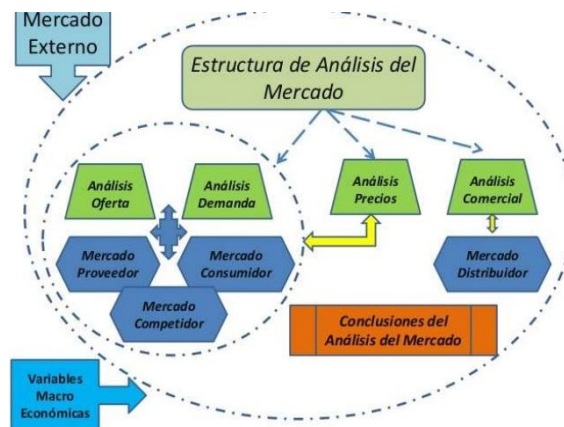 Mercado
Externo
Estructura de Análisis del
Mercado
Análisis
Oferta
Análisis
Demanda
Análisis
Precios
Análisis
Comercial
Mercado
Proveedor
Mercado
Consumidor
Mercado
Distribuidor
Mercado
Competidor
Conclusiones del
Análisis del Mercado
Variables
Macro
Económicas